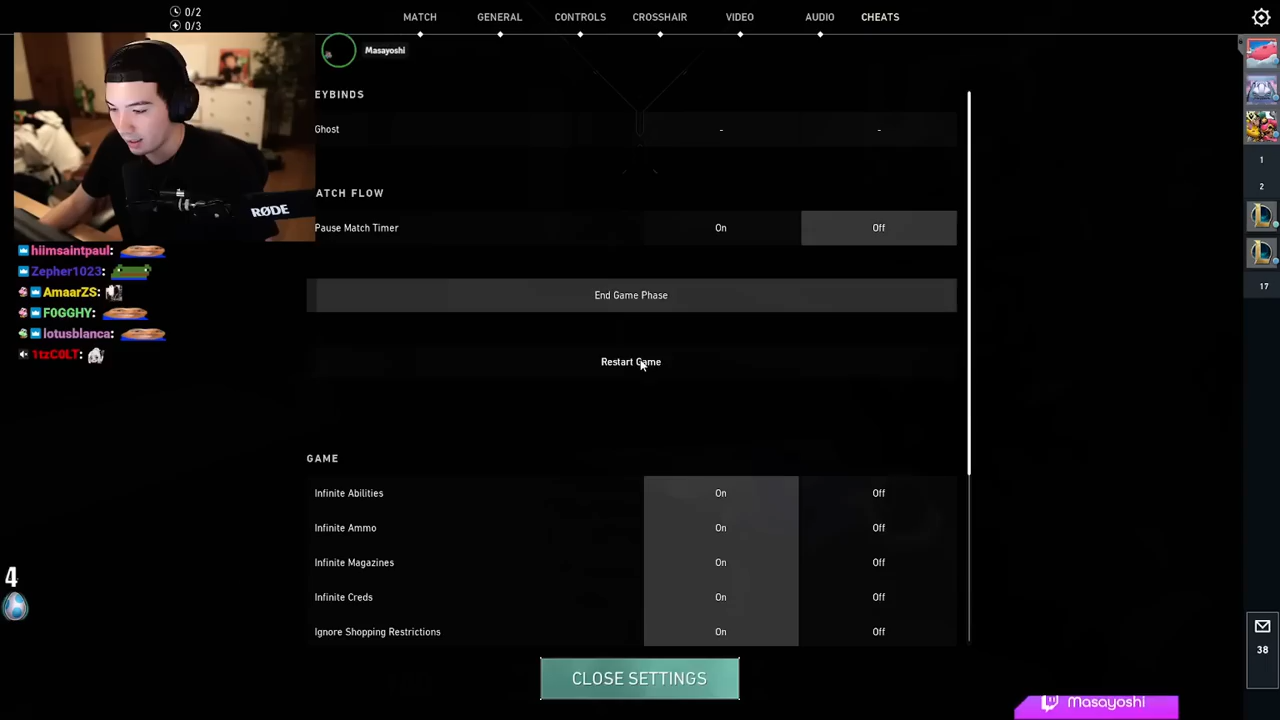 0/2
0/3
MATCH
GENERAL
CONTROLS
CROSSHAIR
VIDEO
AUDIO
CHEATS
Masayoshi
EYBINDS
Ghost - -
ATCH FLOW
Pause Match Timer On Off
End Game Phase
Restart Game
GAME
Infinite Abilities On Off
Infinite Ammo On Off
Infinite Magazines On Off
Infinite Creds On Off
Ignore Shopping Restrictions On Off
CLOSE SETTINGS
RØDE
hiimsaintpaul:
Zepher1023:
AmaarZS:
F0GGHY:
lotusblanca:
1tzC0LT:
4
1
2
17
38
Masayoshi